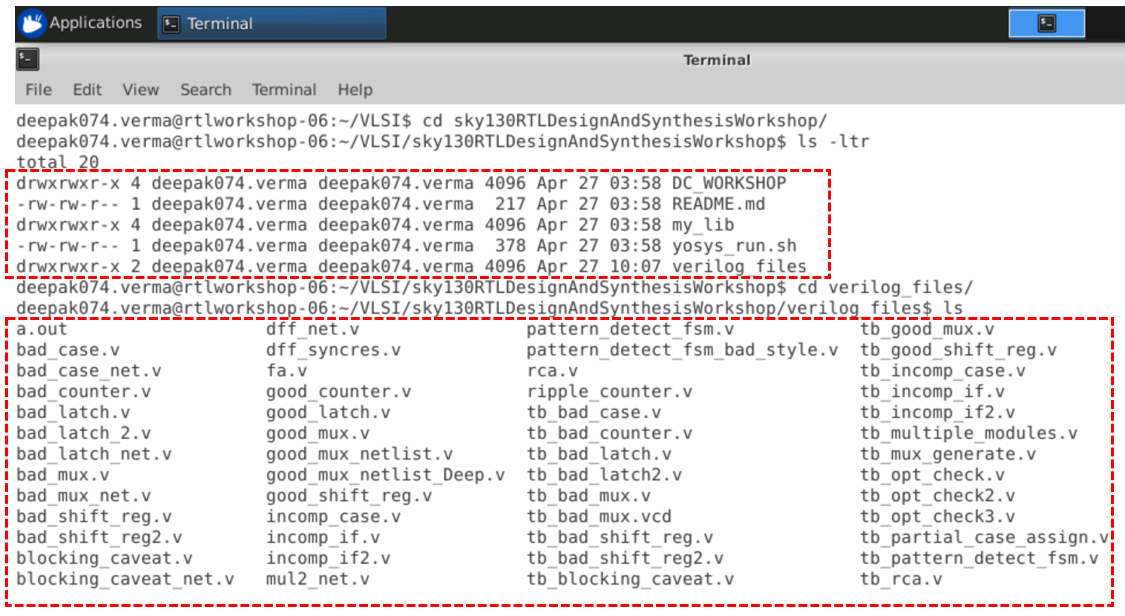 Applications Terminal
Terminal
File Edit View Search Terminal Help
deepak074.verma@rtlworkshop-06:~/VLSI$ cd sky130RTLDesignAndSynthesisWorkshop/
deepak074.verma@rtlworkshop-06:~/VLSI/sky130RTLDesignAndSynthesisWorkshop$ ls -ltr
total 20
drwxrwxr-x 4 deepak074.verma deepak074.verma 4096 Apr 27 03:58 DC_WORKSHOP
-rw-rw-r-- 1 deepak074.verma deepak074.verma  217 Apr 27 03:58 README.md
drwxrwxr-x 4 deepak074.verma deepak074.verma 4096 Apr 27 03:58 my_lib
-rw-rw-r-- 1 deepak074.verma deepak074.verma  378 Apr 27 03:58 yosys_run.sh
drwxrwxr-x 2 deepak074.verma deepak074.verma 4096 Apr 27 10:07 verilog_files
deepak074.verma@rtlworkshop-06:~/VLSI/sky130RTLDesignAndSynthesisWorkshop$ cd verilog_files/
deepak074.verma@rtlworkshop-06:~/VLSI/sky130RTLDesignAndSynthesisWorkshop/verilog_files$ ls
a.out dff_net.v pattern_detect_fsm.v tb_good_mux.v
bad_case.v dff_syncres.v pattern_detect_fsm_bad_style.v tb_good_shift_reg.v
bad_case_net.v fa.v rca.v tb_incomp_case.v
bad_counter.v good_counter.v ripple_counter.v tb_incomp_if.v
bad_latch.v good_latch.v tb_bad_case.v tb_incomp_if2.v
bad_latch_2.v good_mux.v tb_bad_counter.v tb_multiple_modules.v
bad_latch_net.v good_mux_netlist.v tb_bad_latch.v tb_mux_generate.v
bad_mux.v good_mux_netlist_Deep.v tb_bad_latch2.v tb_opt_check.v
bad_mux_net.v good_shift_reg.v tb_bad_mux.v tb_opt_check2.v
bad_shift_reg.v incomp_case.v tb_bad_mux.vcd tb_opt_check3.v
bad_shift_reg2.v incomp_if.v tb_bad_shift_reg.v tb_partial_case_assign.v
blocking_caveat.v incomp_if2.v tb_bad_shift_reg2.v tb_pattern_detect_fsm.v
blocking_caveat_net.v mul2_net.v tb_blocking_caveat.v tb_rca.v